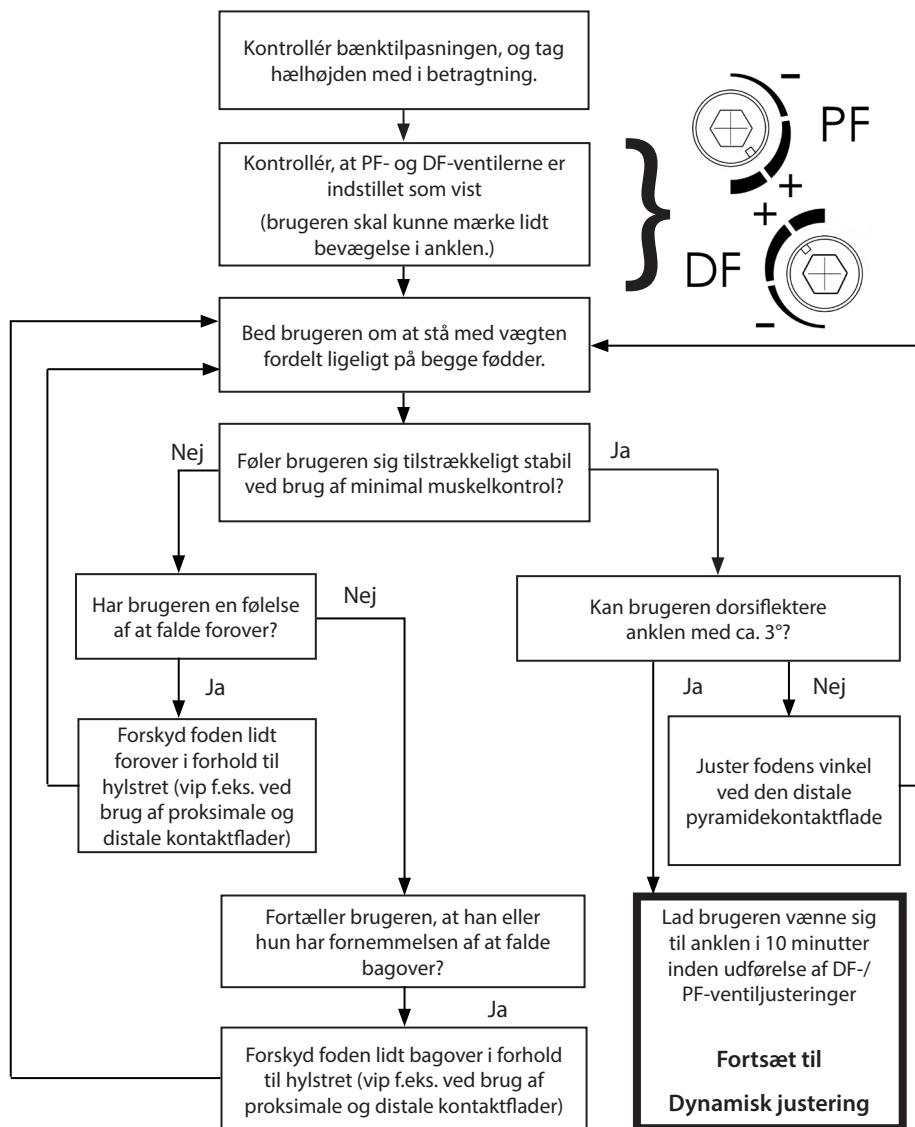 Kontrollér bænktilpasningen, og tag
hælhøjden med i betragtning.
Kontrollér, at PF- og DF-ventilerne er
indstillet som vist
(brugeren skal kunne mærke lidt
bevægelse i anklen.)
-
PF
+
+
DF
-
Bed brugeren om at stå med vægten
fordelt ligeligt på begge fødder.
Nej
Føler brugeren sig tilstrækkeligt stabil
ved brug af minimal muskelkontrol?
Ja
Har brugeren en følelse
af at falde forover?
Nej
Kan brugeren dorsiflektere
anklen med ca. 3°?
Ja
Ja
Nej
Forskyd foden lidt
forover i forhold til
hylstret (vip f.eks. ved
brug af proksimale og
distale kontaktflader)
Juster fodens vinkel
ved den distale
pyramidekontaktflade
Fortæller brugeren, at han eller
hun har fornemmelsen af at falde
bagover?
Ja
Forskyd foden lidt bagover i forhold
til hylstret (vip f.eks. ved brug af
proksimale og distale kontaktflader)
Lad brugeren vænne sig
til anklen i 10 minutter
inden udførelse af DF-/
PF-ventiljusteringer
Fortsæt til
Dynamisk justering